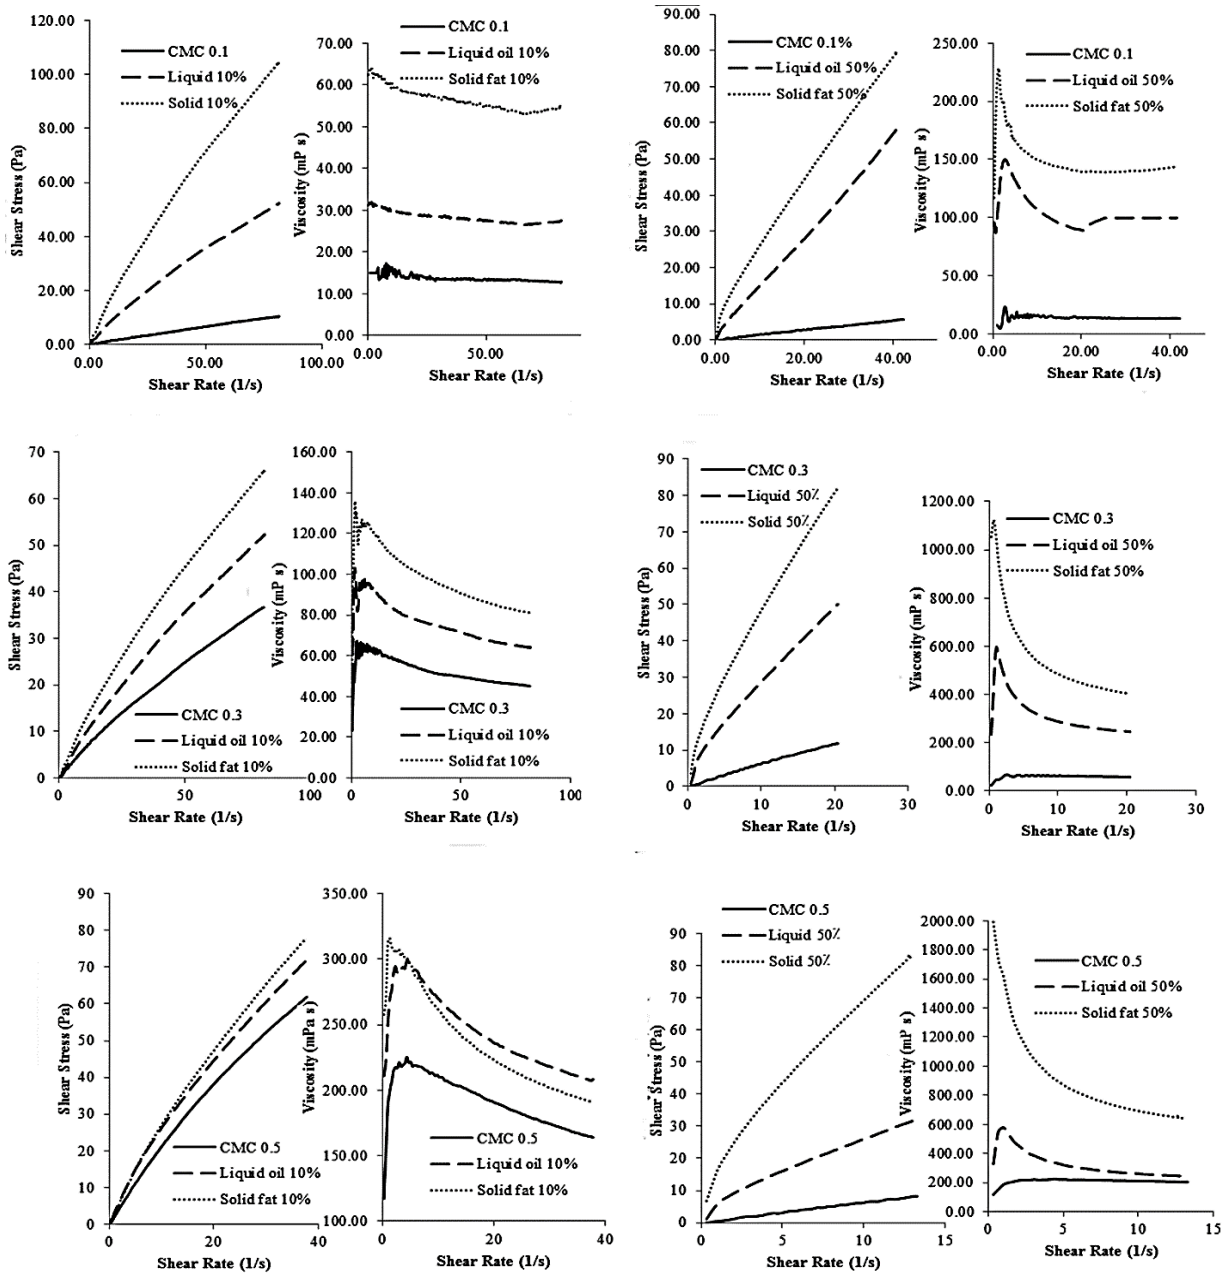 120.00
100.00
80.00
60.00
40.00
20.00
0.00
0.00
50.00
100.00
Shear Stress (Pa)
Shear Rate (1/s)
CMC 0.1
Liquid 10%
Solid 10%
70.00
60.00
50.00
40.00
30.00
20.00
10.00
0.00
0.00
50.00
Viscosity (mP s)
Shear Rate (1/s)
CMC 0.1
Liquid oil 10%
Solid fat 10%
90.00
80.00
70.00
60.00
50.00
40.00
30.00
20.00
10.00
0.00
0.00
20.00
40.00
Shear Stress (Pa)
Shear Rate (1/s)
CMC 0.1%
Liquid oil 50%
Solid fat 50%
250.00
200.00
150.00
100.00
50.00
0.00
0.00
20.00
40.00
Viscosity (mP s)
Shear Rate (1/s)
CMC 0.1
Liquid oil 50%
Solid fat 50%
70
60
50
40
30
20
10
0
0
50
100
Shear Stress (Pa)
Shear Rate (1/s)
CMC 0.3
Liquid oil 10%
Solid fat 10%
160.00
140.00
120.00
100.00
80.00
60.00
40.00
20.00
0.00
0
50
100
Viscosity (mP s)
Shear Rate (1/s)
CMC 0.3
Liquid oil 10%
Solid fat 10%
90
80
70
60
50
40
30
20
10
0
0
10
20
30
Shear Stress (Pa)
Shear Rate (1/s)
CMC 0.3
Liquid 50٪
Solid 50٪
1200.00
1000.00
800.00
600.00
400.00
200.00
0.00
0
10
20
30
Viscosity (mP s)
Shear Rate (1/s)
CMC 0.3
Liquid oil 50%
Solid fat 50%
90
80
70
60
50
40
30
20
10
0
0
20
40
Shear Stress (Pa)
Shear Rate (1/s)
CMC 0.5
Liquid oil 10%
Solid fat 10%
350.00
300.00
250.00
200.00
150.00
100.00
0
20
40
Viscosity (mPa s)
Shear Rate (1/s)
CMC 0.5
Liquid oil 10%
Solid fat 10%
90
80
70
60
50
40
30
20
10
0
0
5
10
15
Shear Stress (Pa)
Shear Rate (1/s)
CMC 0.5
Liquid 50٪
Solid 50٪
2000.00
1800.00
1600.00
1400.00
1200.00
1000.00
800.00
600.00
400.00
200.00
0.00
0
5
10
15
Viscosity (mP s)
Shear Rate (1/s)
CMC 0.5
Liquid oil 50%
Solid fat 50%